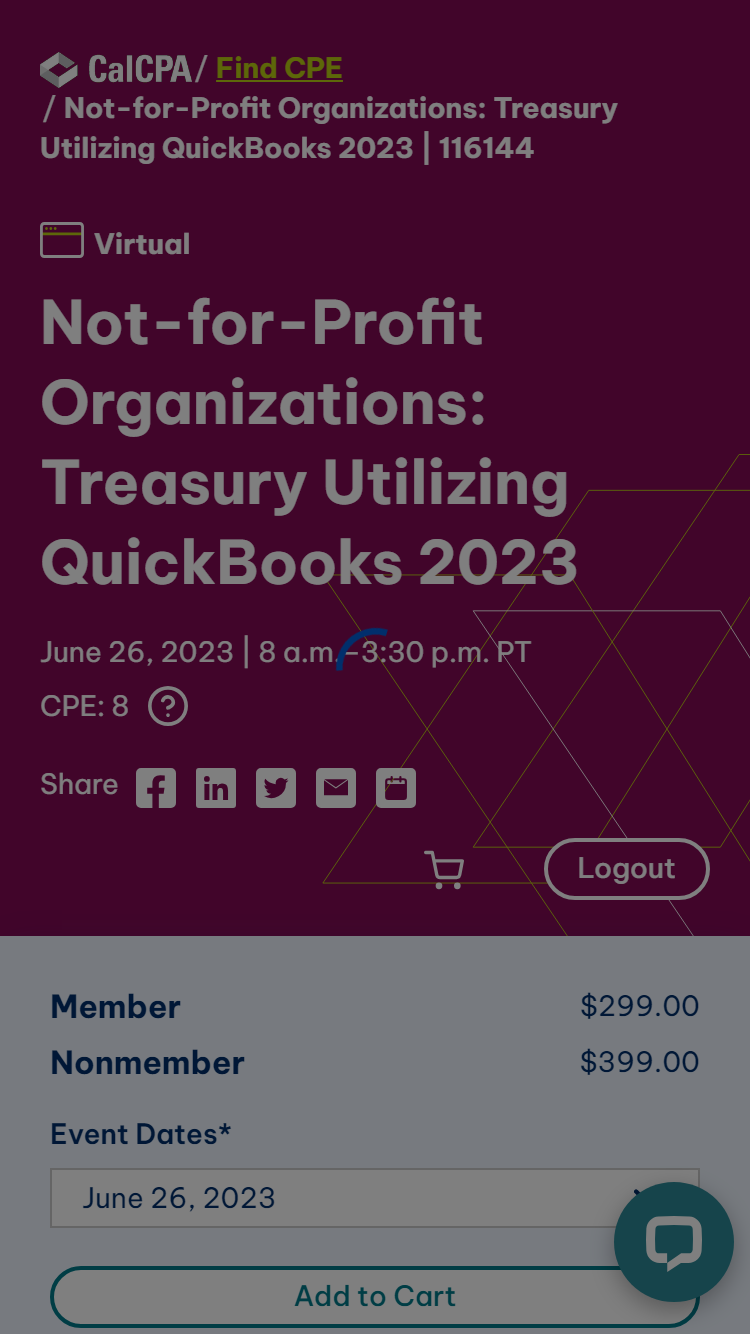 CalCPA / Find CPE
/ Not-for-Profit Organizations: Treasury
Utilizing QuickBooks 2023 | 116144
Virtual
Not-for-Profit
Organizations:
Treasury Utilizing
QuickBooks 2023
June 26, 2023 | 8 a.m.–3:30 p.m. PT
CPE: 8 ?
Share
Logout
Member $299.00
Nonmember $399.00
Event Dates*
June 26, 2023
Add to Cart